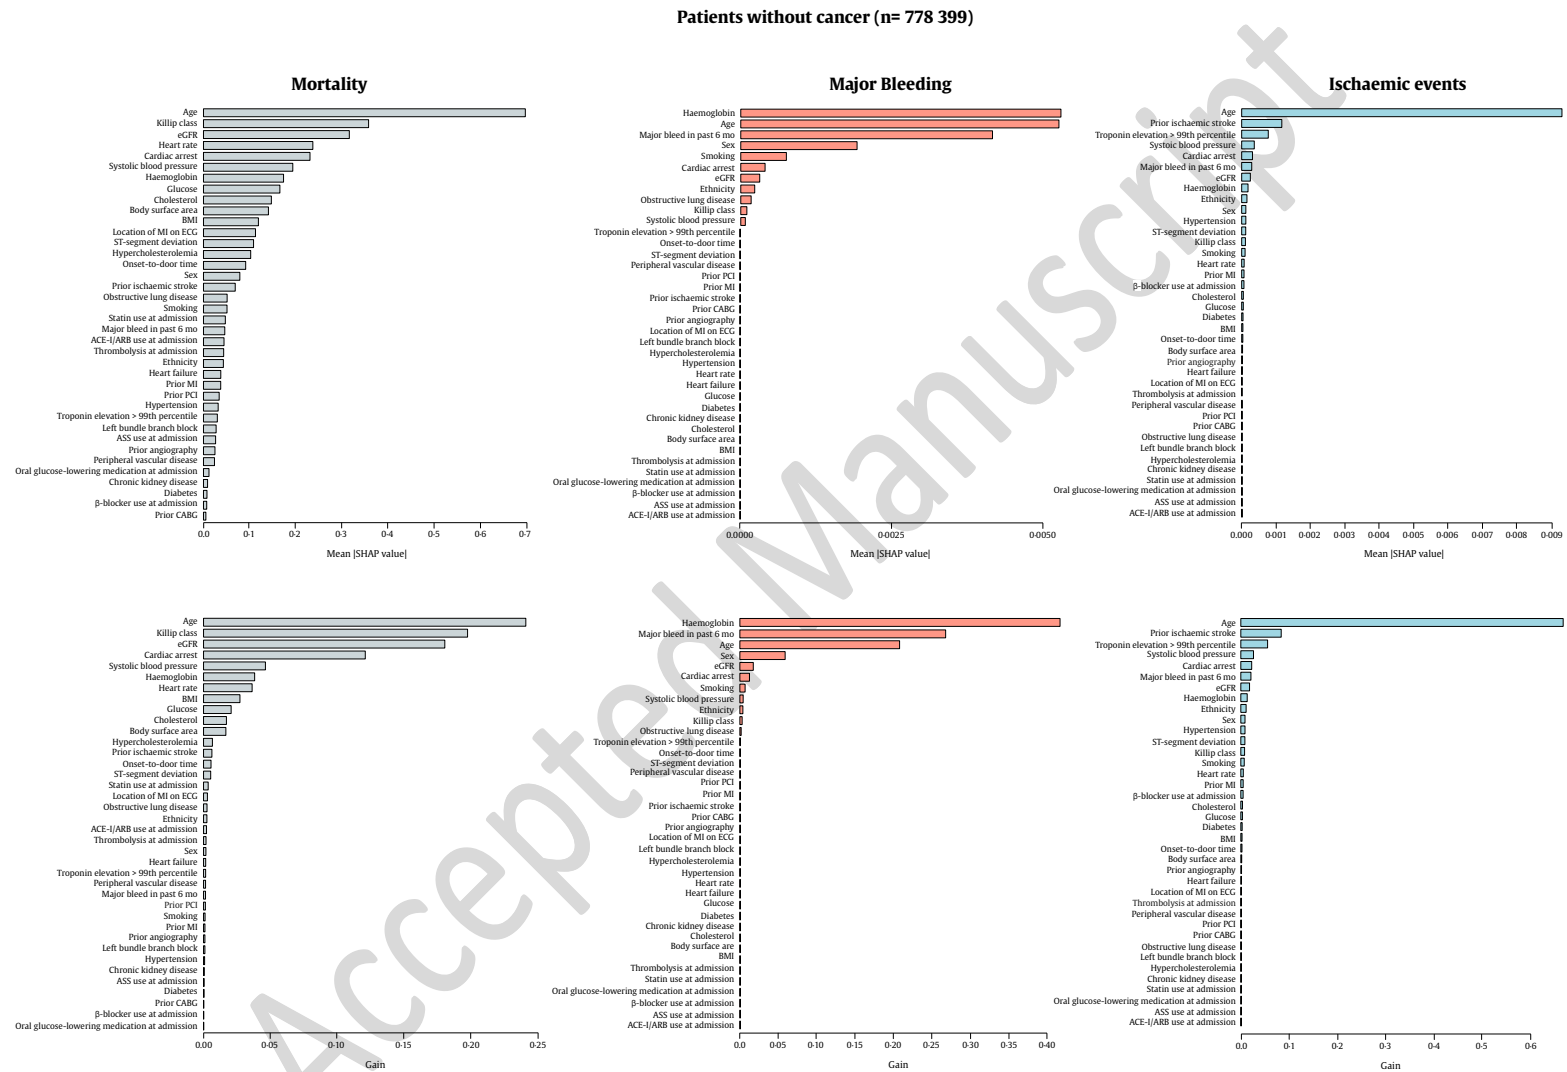 Patients without cancer (n= 778 399)
Mortality
Age
Killip class
eGFR
Heart rate
Cardiac arrest
Systolic blood pressure
Haemoglobin
Glucose
Cholesterol
Body surface area
BMI
Location of MI on ECG
ST-segment deviation
Hypercholesterolemia
Onset-to-door time
Sex
Prior ischaemic stroke
Obstructive lung disease
Smoking
Statin use at admission
Major bleed in past 6 mo
ACE-I/ARB use at admission
Thrombolysis at admission
Ethnicity
Heart failure
Prior MI
Prior PCI
Hypertension
Troponin elevation > 99th percentile
Left bundle branch block
ASS use at admission
Prior angiography
Peripheral vascular disease
Oral glucose-lowering medication at admission
Chronic kidney disease
Diabetes
β-blocker use at admission
Prior CABG
0·0 0·1 0·2 0·3 0·4 0·5 0·6 0·7
Mean |SHAP value|
Major Bleeding
Haemoglobin
Age
Major bleed in past 6 mo
Sex
Smoking
Cardiac arrest
eGFR
Ethnicity
Obstructive lung disease
Killip class
Systolic blood pressure
Troponin elevation > 99th percentile
Onset-to-door time
ST-segment deviation
Peripheral vascular disease
Prior PCI
Prior MI
Prior ischaemic stroke
Prior CABG
Prior angiography
Location of MI on ECG
Left bundle branch block
Hypercholesterolemia
Hypertension
Heart rate
Heart failure
Glucose
Diabetes
Chronic kidney disease
Cholesterol
Body surface area
BMI
Thrombolysis at admission
Statin use at admission
Oral glucose-lowering medication at admission
β-blocker use at admission
ASS use at admission
ACE-I/ARB use at admission
0.0000 0·0025 0·0050
Mean |SHAP value|
Ischaemic events
Age
Prior ischaemic stroke
Troponin elevation > 99th percentile
Systoic blood pressure
Cardiac arrest
Major bleed in past 6 mo
eGFR
Haemoglobin
Ethnicity
Sex
Hypertension
ST-segment deviation
Killip class
Smoking
Heart rate
Prior MI
β-blocker use at admission
Cholesterol
Glucose
Diabetes
BMI
Onset-to-door time
Body surface area
Prior angiography
Heart failure
Location of MI on ECG
Thrombolysis at admission
Peripheral vascular disease
Prior PCI
Prior CABG
Obstructive lung disease
Left bundle branch block
Hypercholesterolemia
Chronic kidney disease
Statin use at admission
Oral glucose-lowering medication at admission
ASS use at admission
ACE-I/ARB use at admission
0.000 0·001 0·002 0·003 0·004 0·005 0·006 0·007 0·008 0·009
Mean |SHAP value|
Age
Killip class
eGFR
Cardiac arrest
Systolic blood pressure
Haemoglobin
Heart rate
BMI
Glucose
Cholesterol
Body surface area
Hypercholesterolemia
Prior ischaemic stroke
Onset-to-door time
ST-segment deviation
Statin use at admission
Location of MI on ECG
Obstructive lung disease
Ethnicity
ACE-I/ARB use at admission
Thrombolysis at admission
Sex
Heart failure
Troponin elevation > 99th percentile
Peripheral vascular disease
Major bleed in past 6 mo
Prior PCI
Smoking
Prior MI
Prior angiography
Left bundle branch block
Hypertension
Chronic kidney disease
ASS use at admission
Diabetes
Prior CABG
β-blocker use at admission
Oral glucose-lowering medication at admission
0·00 0·05 0·10 0·15 0·20 0·25
Gain
Haemoglobin
Major bleed in past 6 mo
Age
Sex
eGFR
Cardiac arrest
Smoking
Systolic blood pressure
Ethnicity
Killip class
Obstructive lung disease
Troponin elevation > 99th percentile
Onset-to-door time
ST-segment deviation
Peripheral vascular disease
Prior PCI
Prior MI
Prior ischaemic stroke
Prior CABG
Prior angiography
Location of MI on ECG
Left bundle branch block
Hypercholesterolemia
Hypertension
Heart rate
Heart failure
Glucose
Diabetes
Chronic kidney disease
Cholesterol
Body surface are
BMI
Thrombolysis at admission
Statin use at admission
Oral glucose-lowering medication at admission
β-blocker use at admission
ASS use at admission
ACE-I/ARB use at admission
0·0 0·05 0·10 0·15 0·20 0·25 0·30 0·35 0·40
Gain
Age
Prior ischaemic stroke
Troponin elevation > 99th percentile
Systolic blood pressure
Cardiac arrest
Major bleed in past 6 mo
eGFR
Haemoglobin
Ethnicity
Sex
Hypertension
ST-segment deviation
Killip class
Smoking
Heart rate
Prior MI
β-blocker use at admission
Cholesterol
Glucose
Diabetes
BMI
Onset-to-door time
Body surface area
Prior angiography
Heart failure
Location of MI on ECG
Thrombolysis at admission
Peripheral vascular disease
Prior PCI
Prior CABG
Obstructive lung disease
Left bundle branch block
Hypercholesterolemia
Chronic kidney disease
Statin use at admission
Oral glucose-lowering medication at admission
ASS use at admission
ACE-I/ARB use at admission
0·0 0·1 0·2 0·3 0·4 0·5 0·6
Gain
Accepted Manuscript